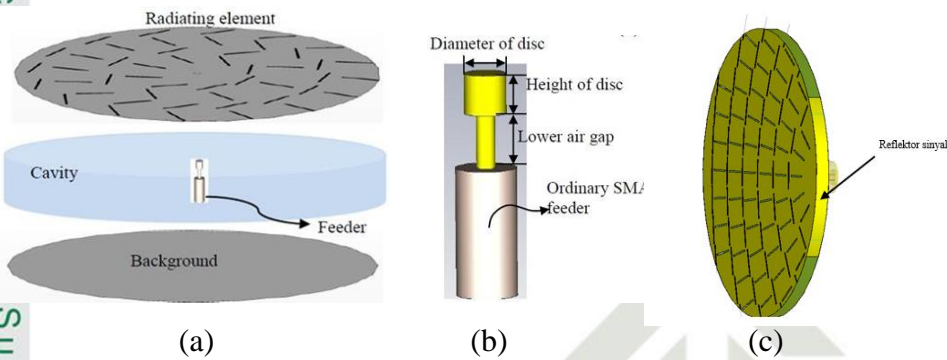 Radiating element
Cavity
Feeder
Background
(a)
Diameter of disc
Height of disc
Lower air gap
Ordinary SMA
feeder
(b)
Reflektor sinyal
(c)